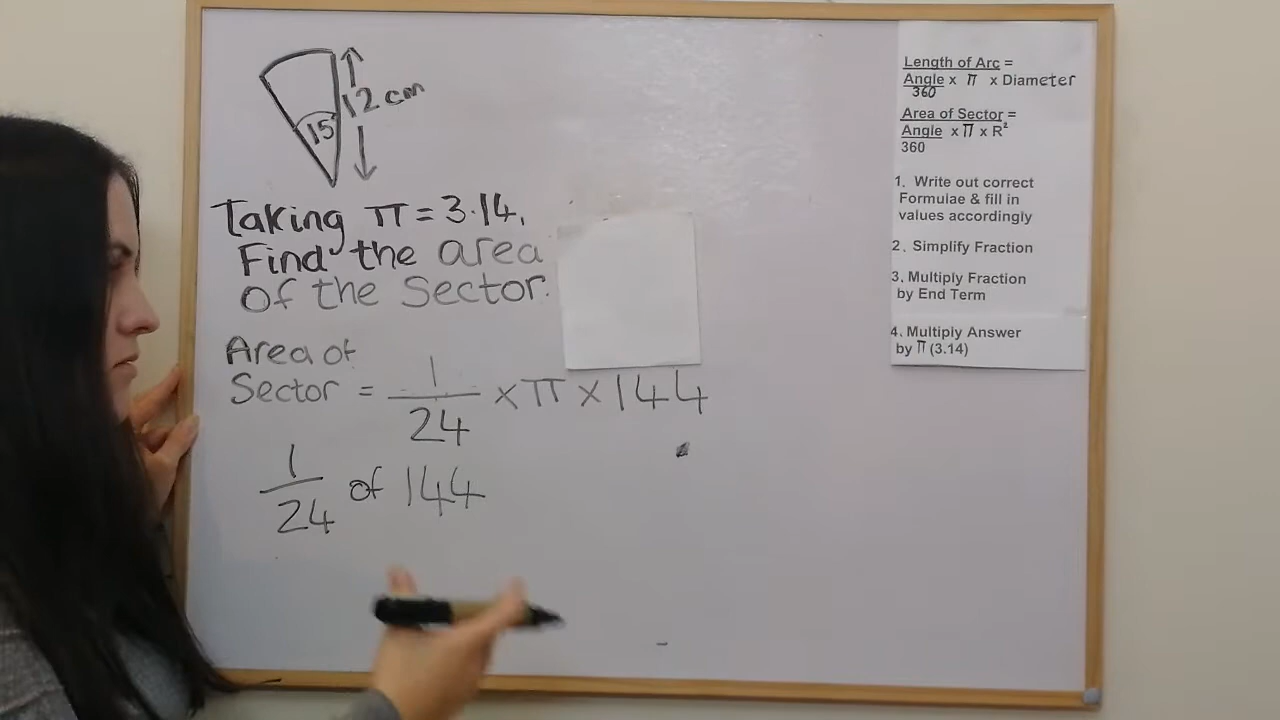 12 cm
15
Taking π = 3.14,
Find the area
of the Sector.
Area of
Sector = 1/24 × π × 144
1/24 of 144
Length of Arc =
Angle x π x Diameter
360
Area of Sector =
Angle x π x R²
360
1. Write out correct
Formulae & fill in
values accordingly
2. Simplify Fraction
3. Multiply Fraction
by End Term
4. Multiply Answer
by π (3.14)